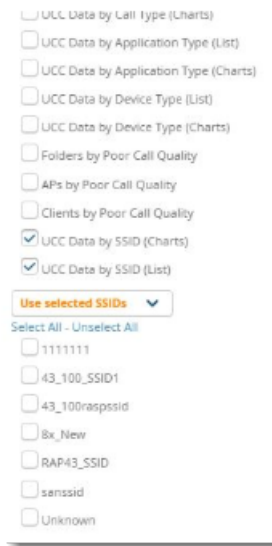 UCC Data by Call Type (Charts)
UCC Data by Application Type (List)
UCC Data by Application Type (Charts)
UCC Data by Device Type (List)
UCC Data by Device Type (Charts)
Folders by Poor Call Quality
APs by Poor Call Quality
Clients by Poor Call Quality
UCC Data by SSID (Charts)
UCC Data by SSID (List)
Use selected SSIDs
Select All - Unselect All
1111111
43_100_SSID1
43_100raspssid
8x_New
RAP43_SSID
sanssid
Unknown